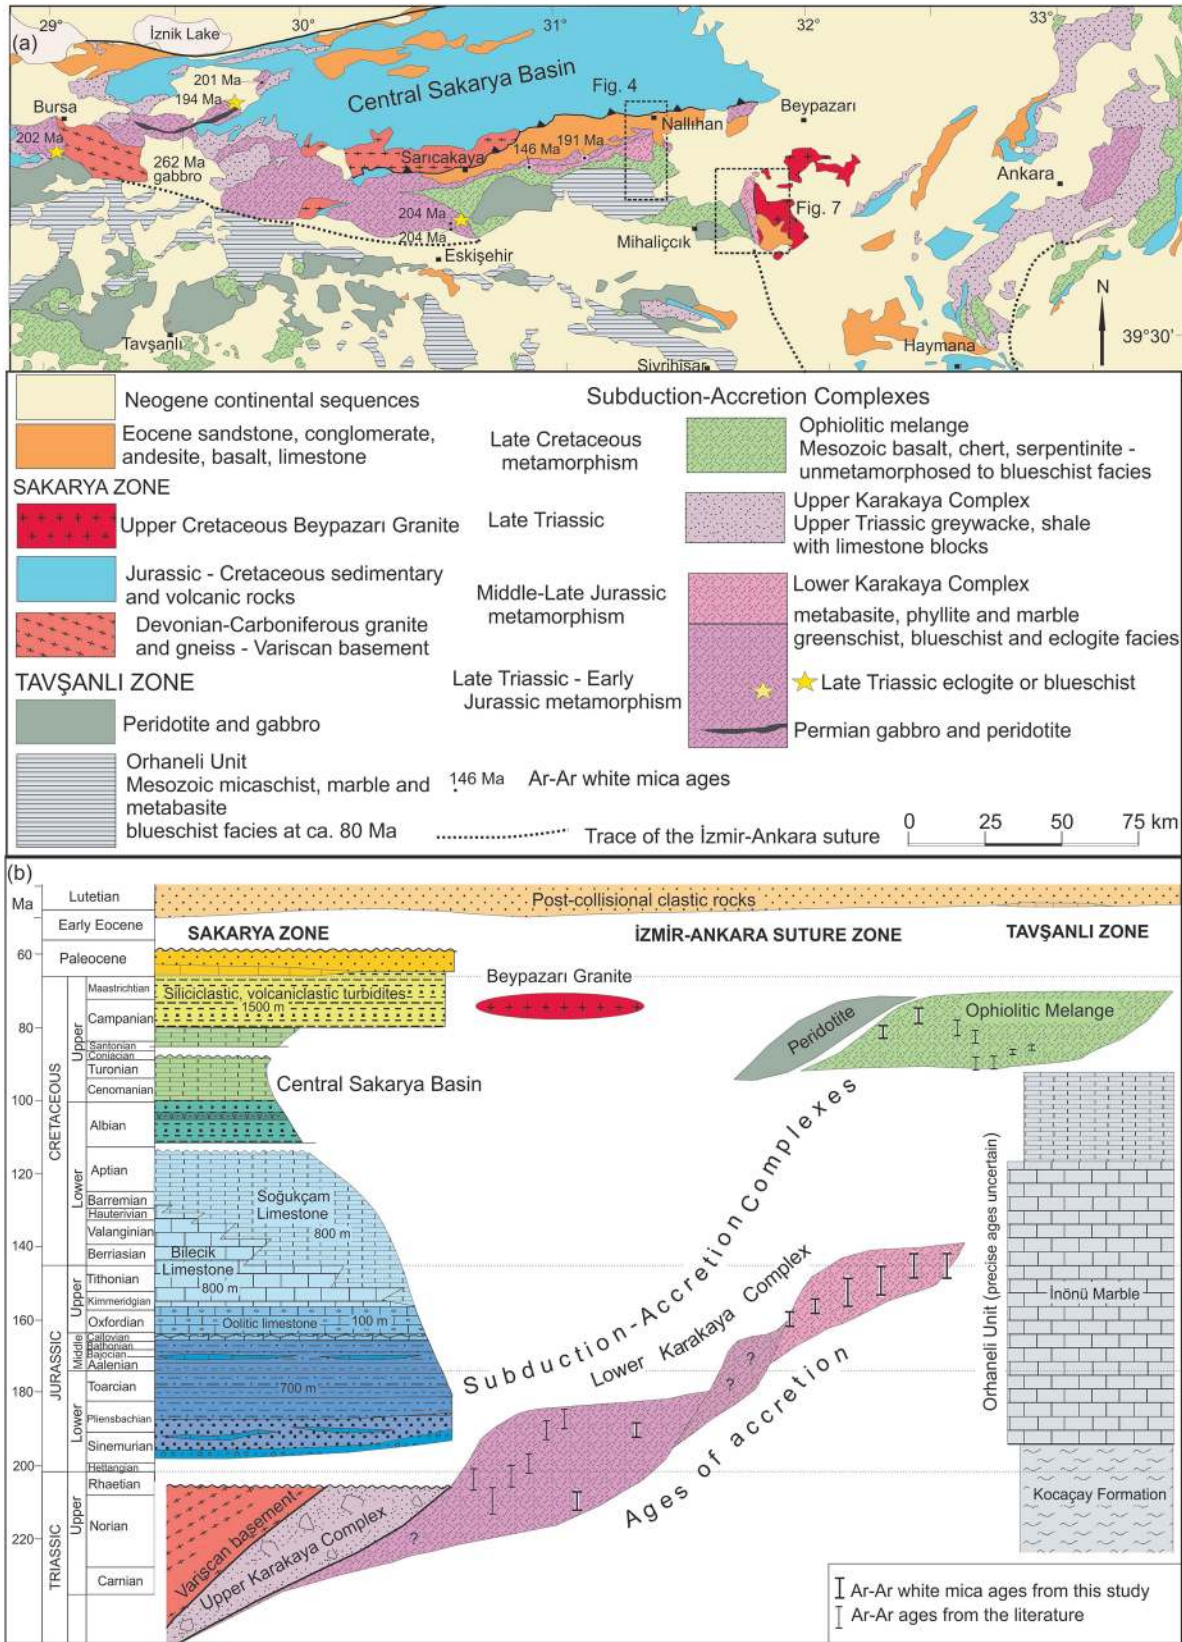 29°
30°
31°
32°
33°
(a)
İznik Lake
201 Ma
194 Ma
Central Sakarya Basin
Fig. 4
Bursa
Beypazarı
Nallıhan
202 Ma
191 Ma
146 Ma
262 Ma
gabbro
Sarıcakaya
Ankara
204 Ma
204 Ma
Fig. 7
Mihalıççık
Eskişehir
N
Tavşanlı
39°30'
Haymana
Sivrihisar
Neogene continental sequences
Eocene sandstone, conglomerate,
andesite, basalt, limestone
SAKARYA ZONE
Upper Cretaceous Beypazarı Granite
Jurassic - Cretaceous sedimentary
and volcanic rocks
Devonian-Carboniferous granite
and gneiss - Variscan basement
TAVŞANLI ZONE
Peridotite and gabbro
Orhaneli Unit
Mesozoic micaschist, marble and
metabasite
blueschist facies at ca. 80 Ma
Subduction-Accretion Complexes
Late Cretaceous
metamorphism
Ophiolitic melange
Mesozoic basalt, chert, serpentinite -
unmetamorphosed to blueschist facies
Late Triassic
Upper Karakaya Complex
Upper Triassic greywacke, shale
with limestone blocks
Middle-Late Jurassic
metamorphism
Lower Karakaya Complex
metabasite, phyllite and marble
greenschist, blueschist and eclogite facies
Late Triassic - Early
Jurassic metamorphism
Late Triassic eclogite or blueschist
Permian gabbro and peridotite
146 Ma
Ar-Ar white mica ages
Trace of the İzmir-Ankara suture
0 25 50 75 km
(b)
Ma
Lutetian
Post-collisional clastic rocks
Early Eocene
SAKARYA ZONE
İZMİR-ANKARA SUTURE ZONE
TAVŞANLI ZONE
60
Paleocene
Beypazarı Granite
Maastrichtian
Siliciclastic, volcaniclastic turbidites
1500 m
Campanian
80
Santonian
Coniacian
Turonian
Cenomanian
Upper
Central Sakarya Basin
Peridotite
Ophiolitic Melange
100
CRETACEOUS
Albian
Aptian
120
Barremian
Hauterivian
Valanginian
Berriasian
Lower
Soğukçam
Limestone
800 m
140
Bilecik
Limestone
800 m
Tithonian
Kimmeridgian
Oxfordian
Upper
Oolitic limestone
100 m
160
Callovian
Bathonian
Bajocian
Aalenian
Middle
JURASSIC
Toarcian
700 m
180
Pliensbachian
Sinemurian
Hettangian
Lower
200
Rhaetian
Norian
220
Carnian
Upper
TRIASSIC
Variscan basement
Upper Karakaya Complex
?
?
?
Subduction-Accretion Complexes
Lower Karakaya Complex
Ages of accretion
Orhaneli Unit (precise ages uncertain)
İnönü Marble
Kocaçay Formation
Ar-Ar white mica ages from this study
Ar-Ar ages from the literature